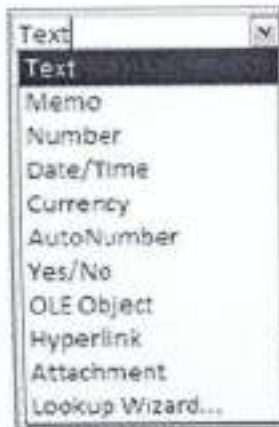 Text
Text
Memo
Number
Date/Time
Currency
AutoNumber
Yes/No
OLE Object
Hyperlink
Attachment
Lookup Wizard...